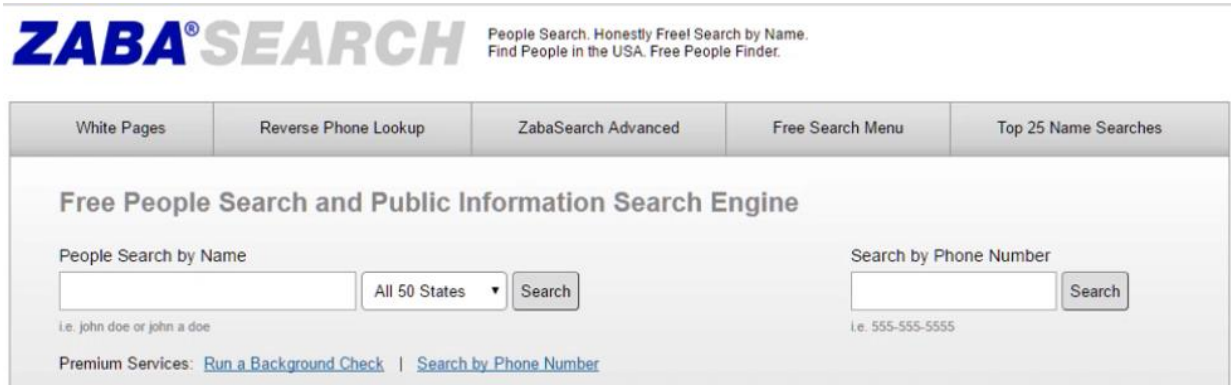 ZABA®SEARCH
People Search. Honestly Free! Search by Name.
Find People in the USA. Free People Finder.
White Pages
Reverse Phone Lookup
ZabaSearch Advanced
Free Search Menu
Top 25 Name Searches
Free People Search and Public Information Search Engine
People Search by Name
All 50 States
Search
i.e. john doe or john a doe
Search by Phone Number
Search
i.e. 555-555-5555
Premium Services: Run a Background Check | Search by Phone Number